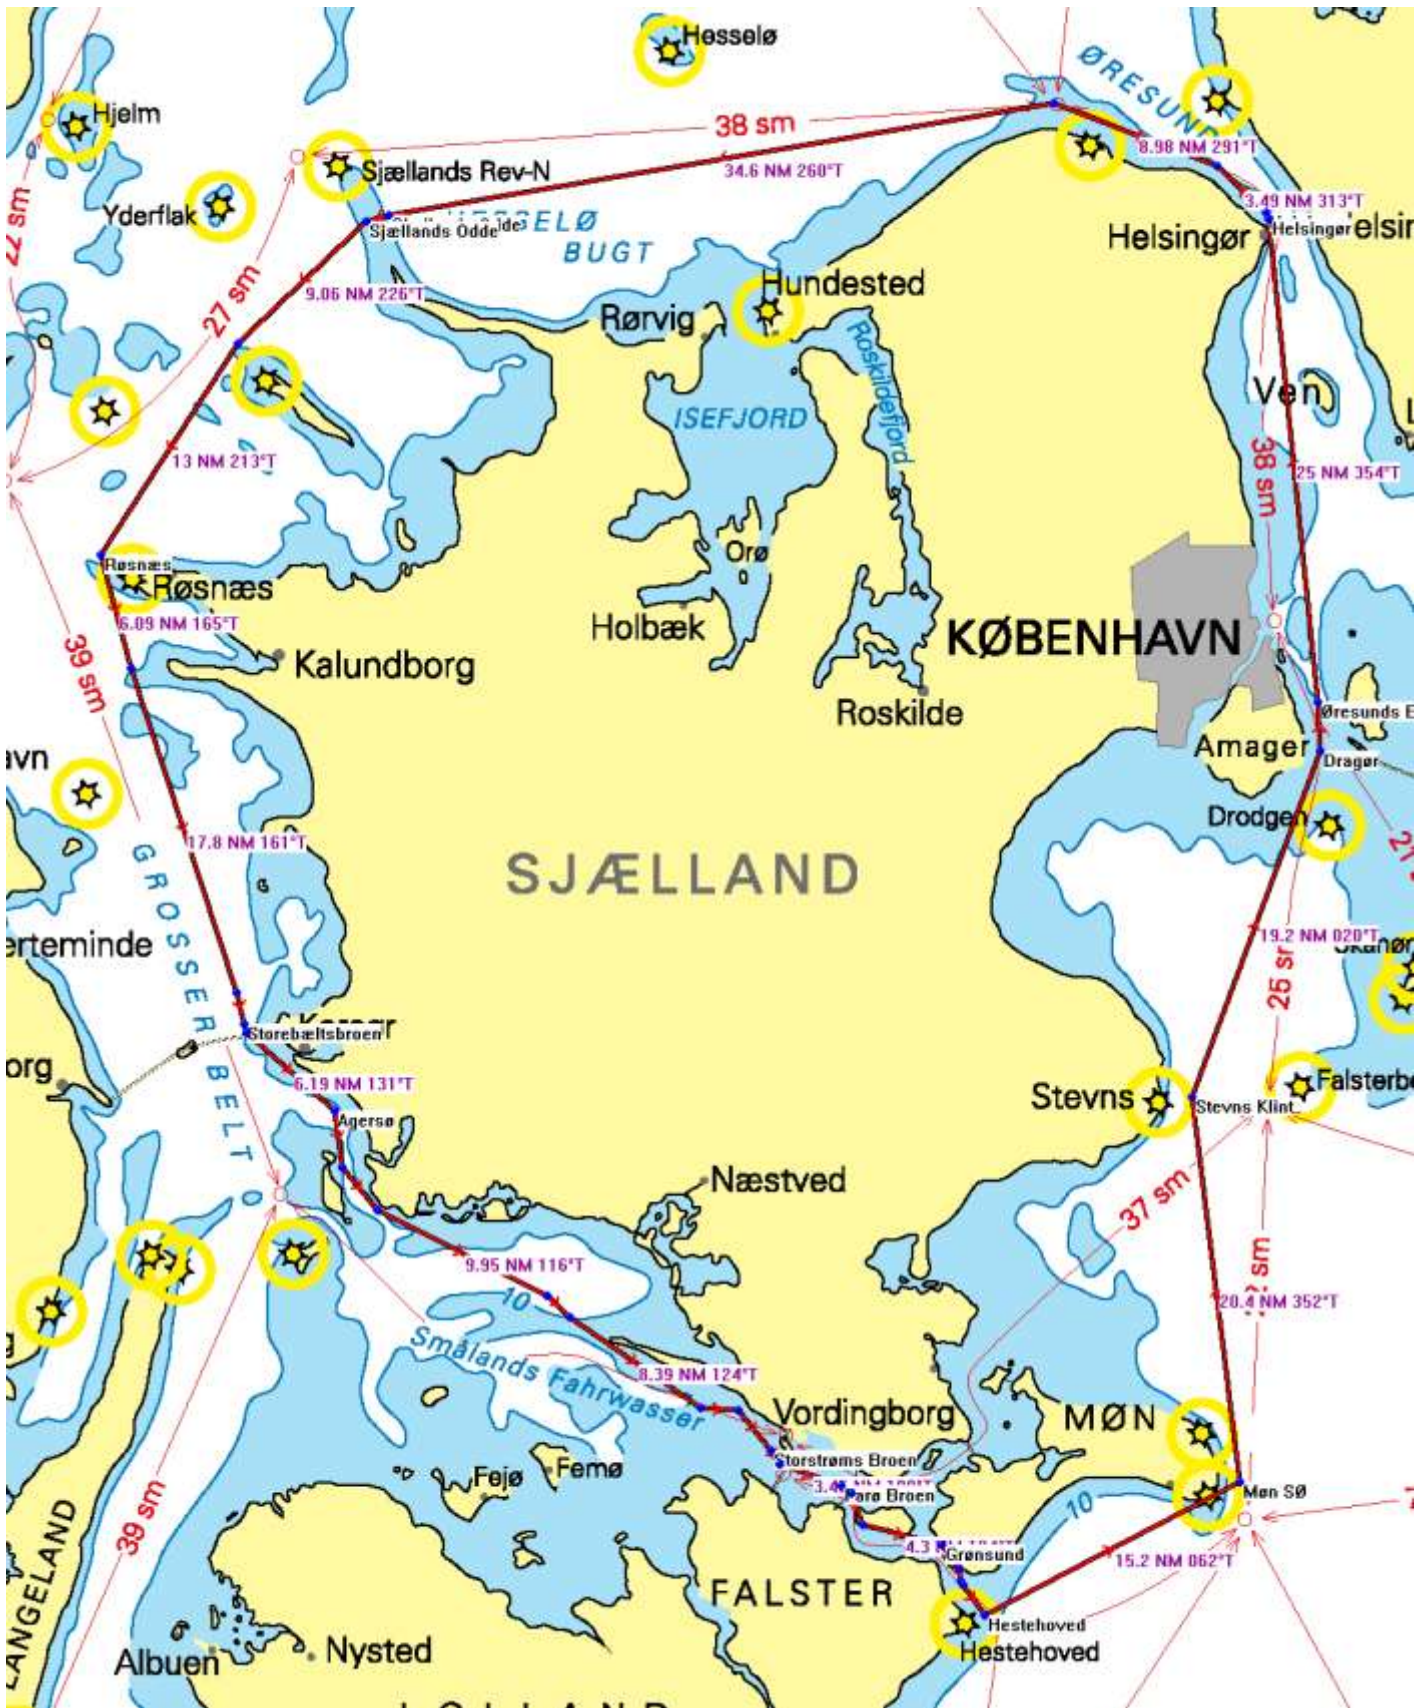 Hesselø
ØRESUND
Hjelm
38 sm
8.98 NM 291°T
Sjællands Rev-N
34.6 NM 260°T
3.49 NM 313°T
22 sm
Yderflak
Sjællands Odde
BUGT
Helsingør
Helsingør
27 sm
9.06 NM 226°T
Hundested
Rørvig
Roskildefjord
Ven
ISEFJORD
13 NM 213°T
38 sm
25 NM 354°T
Røsnæs
Røsnæs
Orø
6.09 NM 165°T
Holbæk
KØBENHAVN
39 sm
Kalundborg
Roskilde
Øresunds
Amager
Dragør
Drodgen
17.8 NM 161°T
GROSSER BELT
SJÆLLAND
19.2 NM 020°T
Storebæltsbroen
6.19 NM 131°T
Agersø
Stevns
Stevns Klint
Næstved
37 sm
9.95 NM 116°T
10
20.4 NM 352°T
Smålands Fahrwasser
8.39 NM 124°T
Vordingborg
MØN
Storstrøms Broen
Fejø
Femø
Farø Broen
Møn SØ
10
39 sm
Grønsund
15.2 NM 062°T
LANGELAND
FALSTER
Hestehoved
Hestehoved
Albuen
Nysted